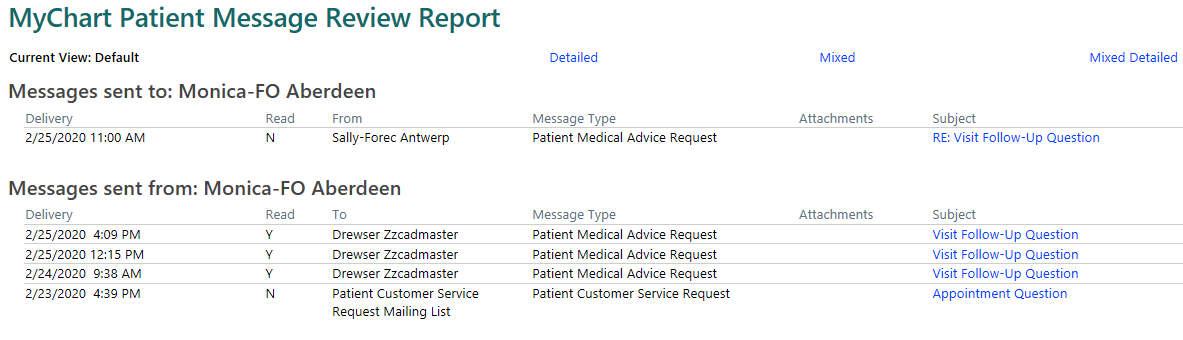 MyChart Patient Message Review Report
Current View: Default Detailed Mixed Mixed Detailed
Messages sent to: Monica-FO Aberdeen
Delivery Read From Message Type Attachments Subject
2/25/2020 11:00 AM N Sally-Forec Antwerp Patient Medical Advice Request RE: Visit Follow-Up Question
Messages sent from: Monica-FO Aberdeen
Delivery Read To Message Type Attachments Subject
2/25/2020 4:09 PM Y Drewser Zzcadmaster Patient Medical Advice Request Visit Follow-Up Question
2/25/2020 12:15 PM Y Drewser Zzcadmaster Patient Medical Advice Request Visit Follow-Up Question
2/24/2020 9:38 AM Y Drewser Zzcadmaster Patient Medical Advice Request Visit Follow-Up Question
2/23/2020 4:39 PM N Patient Customer Service Patient Customer Service Request Appointment Question
Request Mailing List